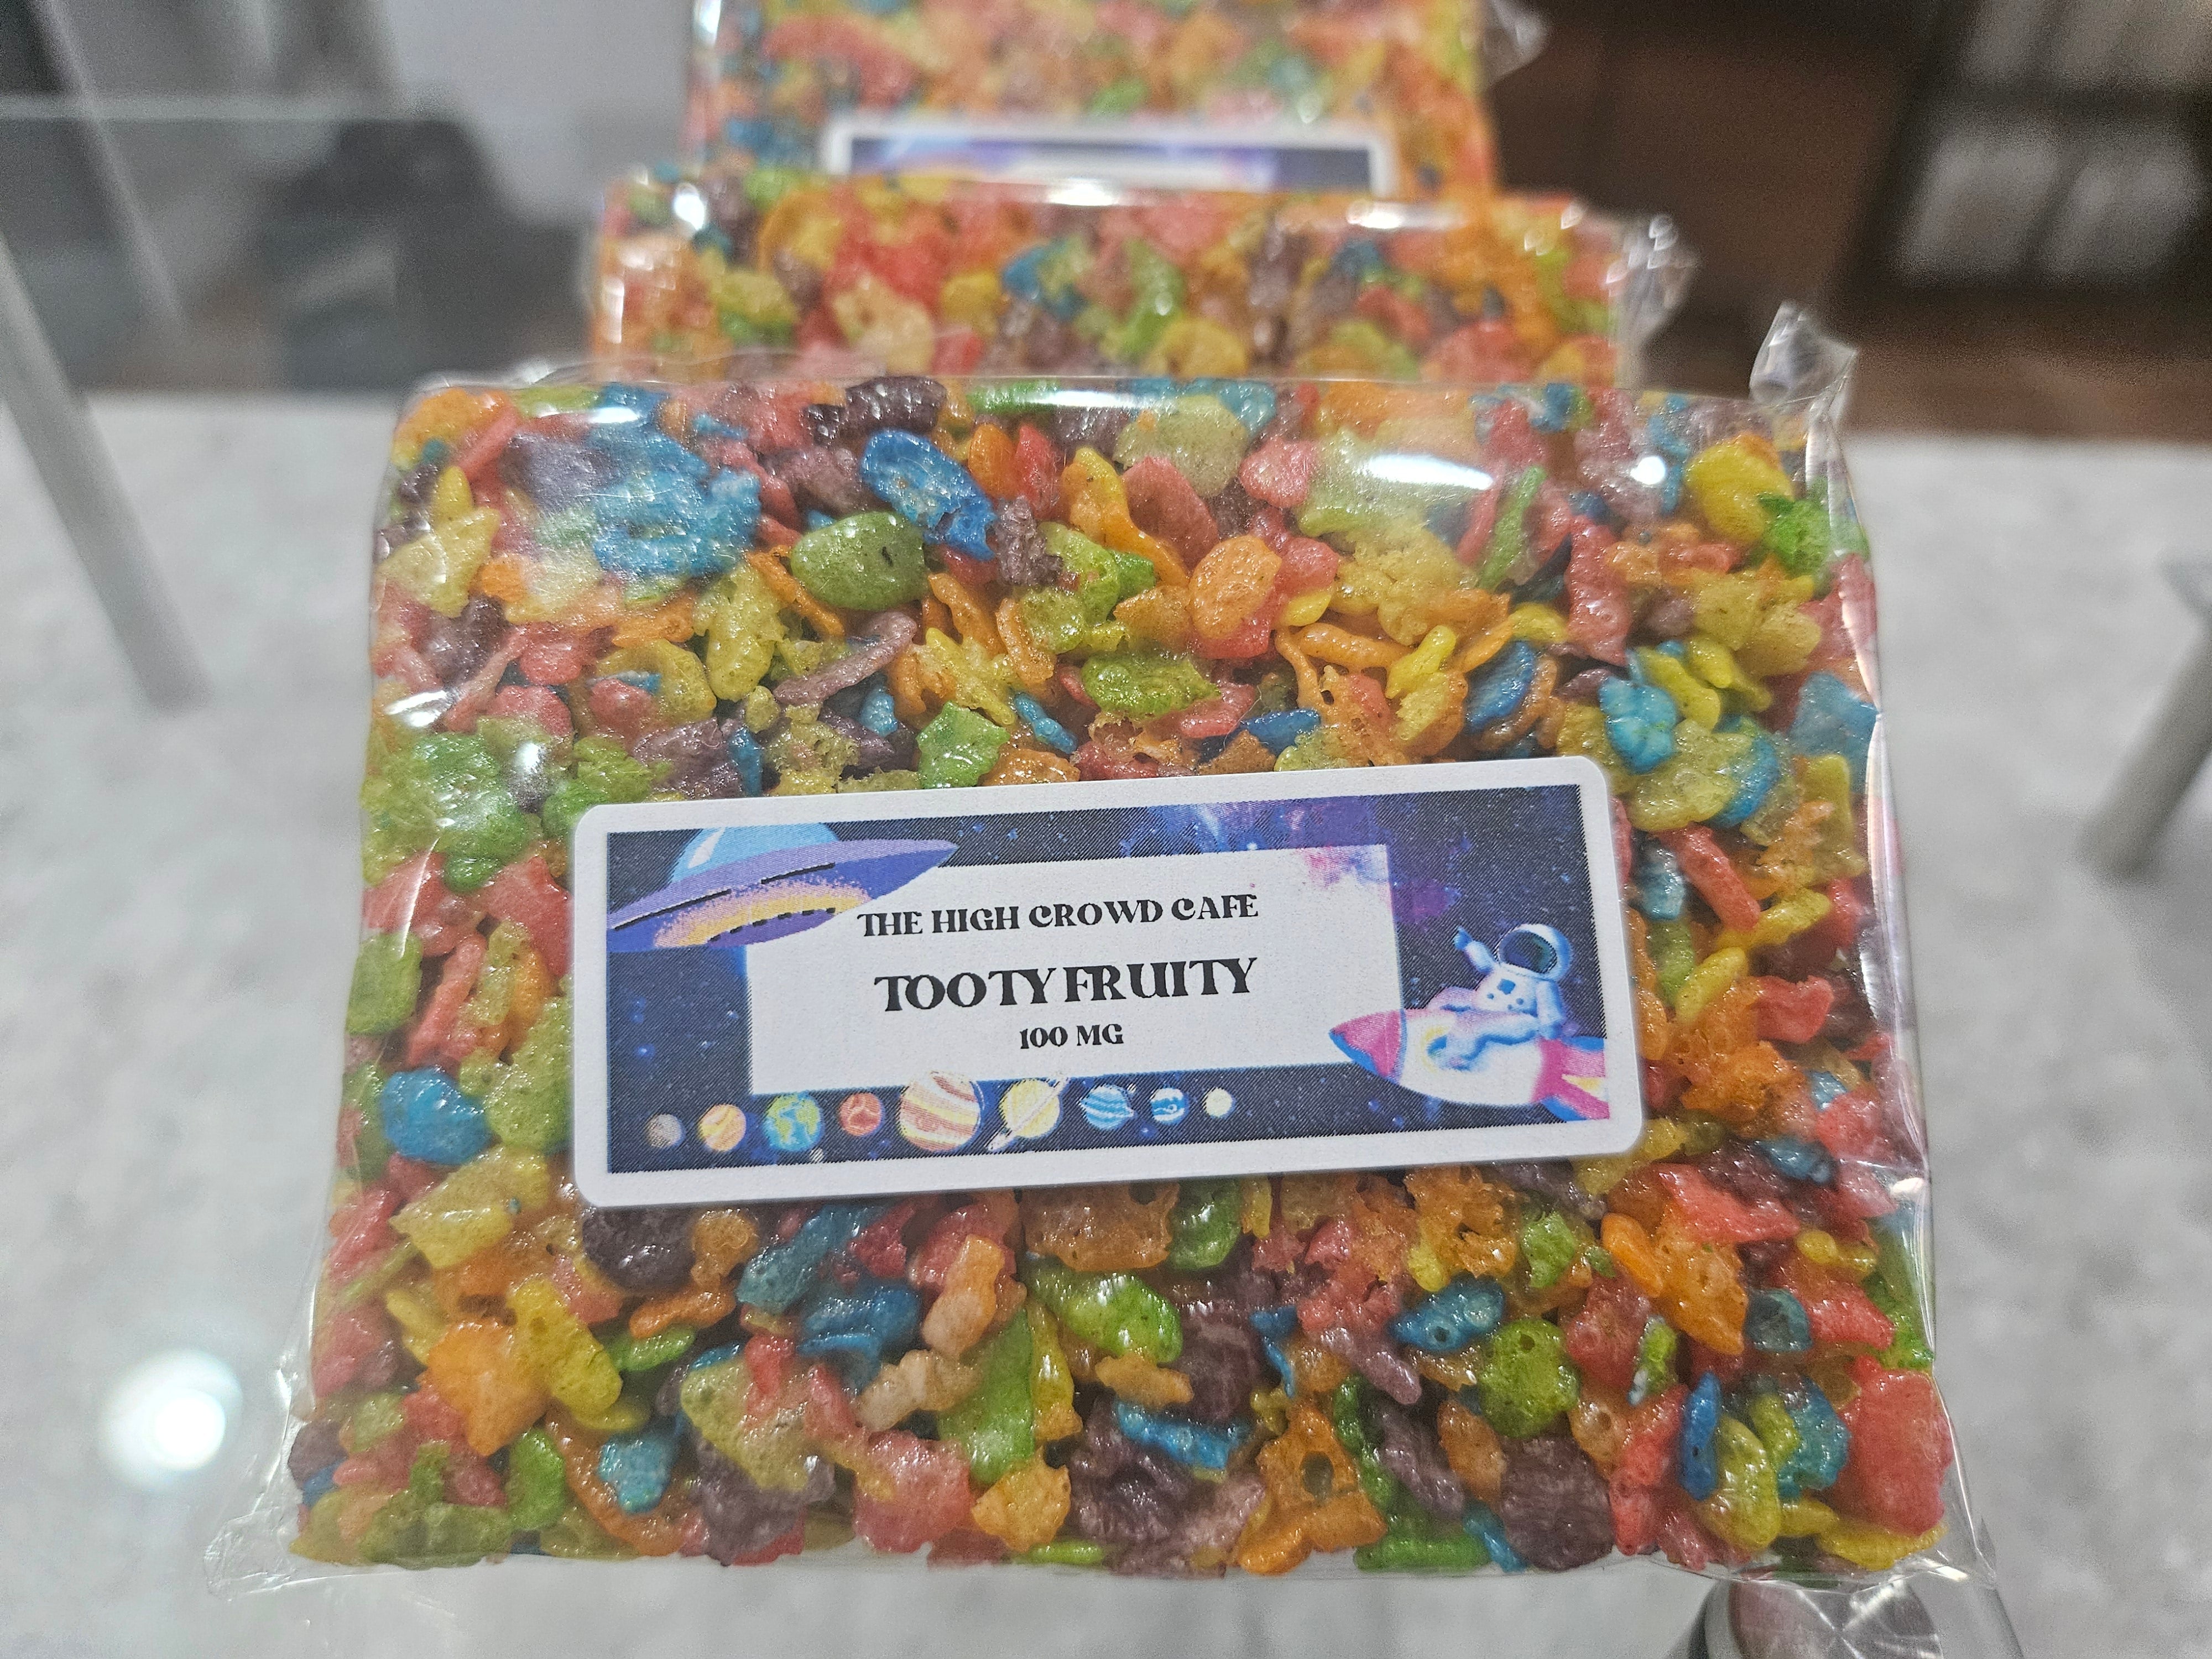 THE HIGH CROWD CAFE
TOOTY FRUITY
100 MG